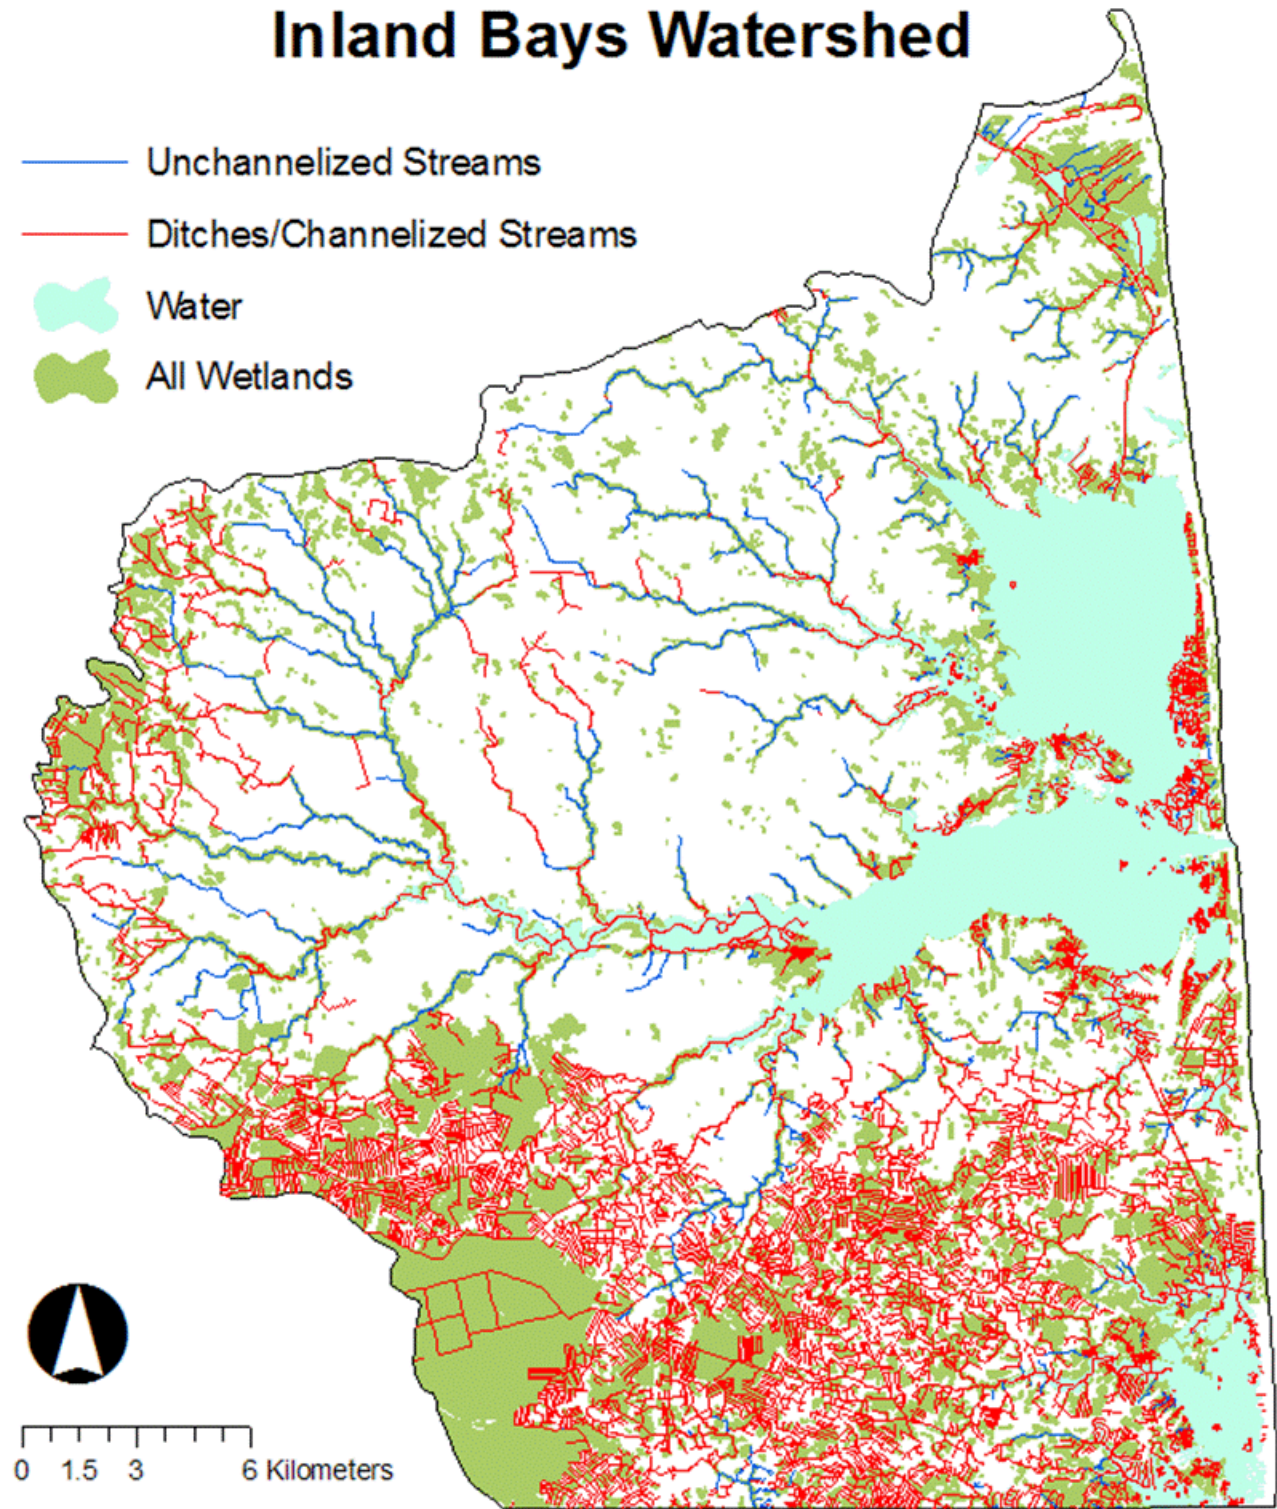 Inland Bays Watershed
Unchannelized Streams
Ditches/Channelized Streams
Water
All Wetlands
0 1.5 3 6 Kilometers